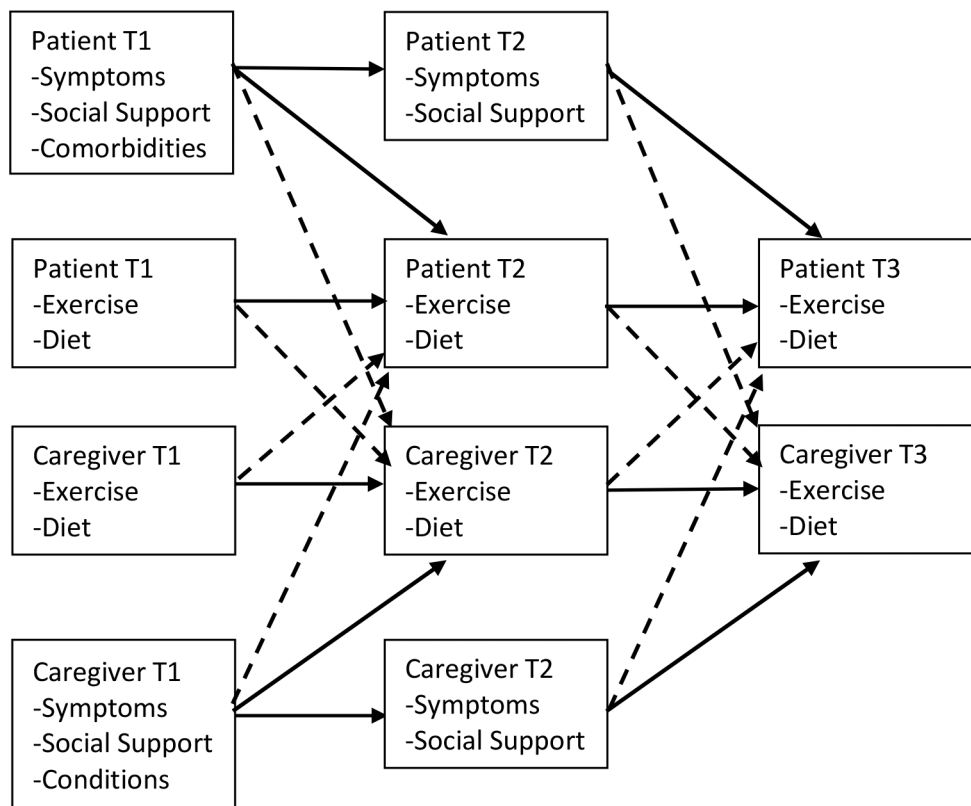 Patient T1
-Symptoms
-Social Support
-Comorbidities
Patient T2
-Symptoms
-Social Support
Patient T1
-Exercise
-Diet
Patient T2
-Exercise
-Diet
Patient T3
-Exercise
-Diet
Caregiver T1
-Exercise
-Diet
Caregiver T2
-Exercise
-Diet
Caregiver T3
-Exercise
-Diet
Caregiver T1
-Symptoms
-Social Support
-Conditions
Caregiver T2
-Symptoms
-Social Support